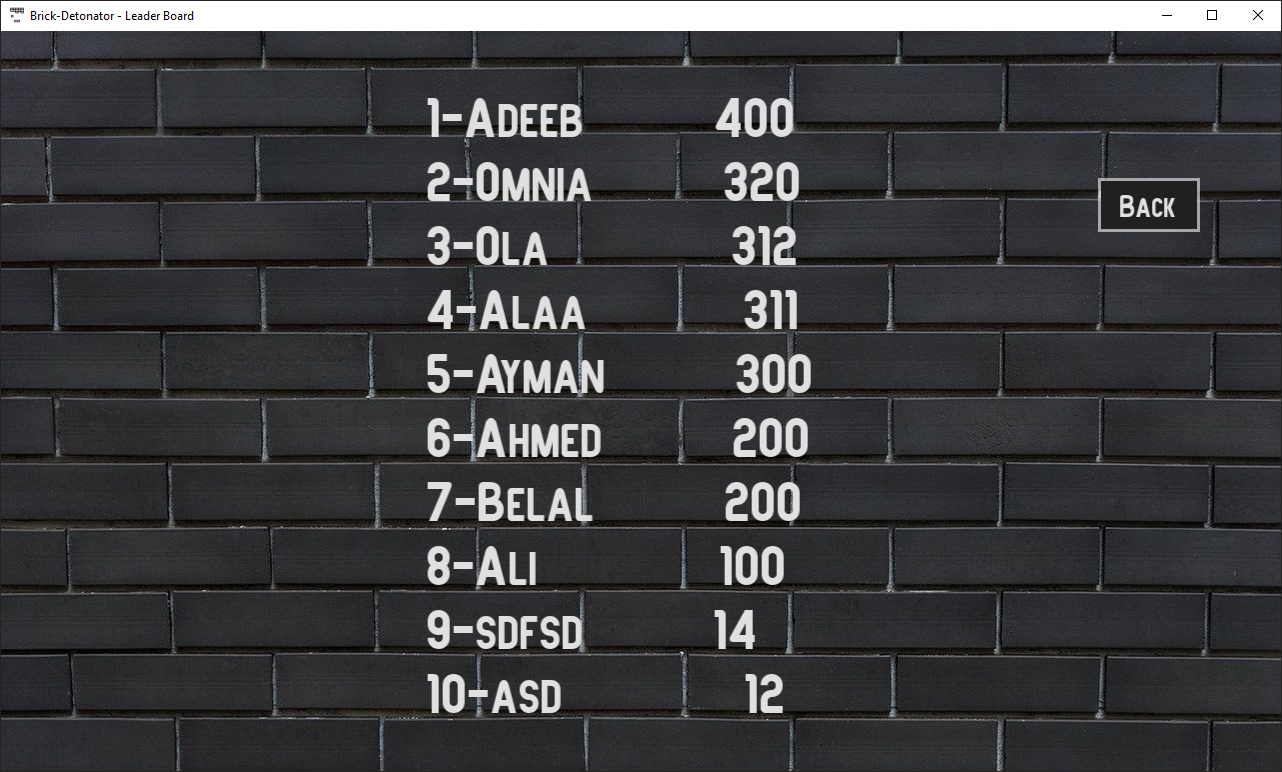 Brick-Detonator - Leader Board
1-Adeeb 400
2-Omnia 320
Back
3-Ola 312
4-Alaa 311
5-Ayman 300
6-Ahmed 200
7-Belal 200
8-Ali 100
9-sdfsd 14
10-asd 12